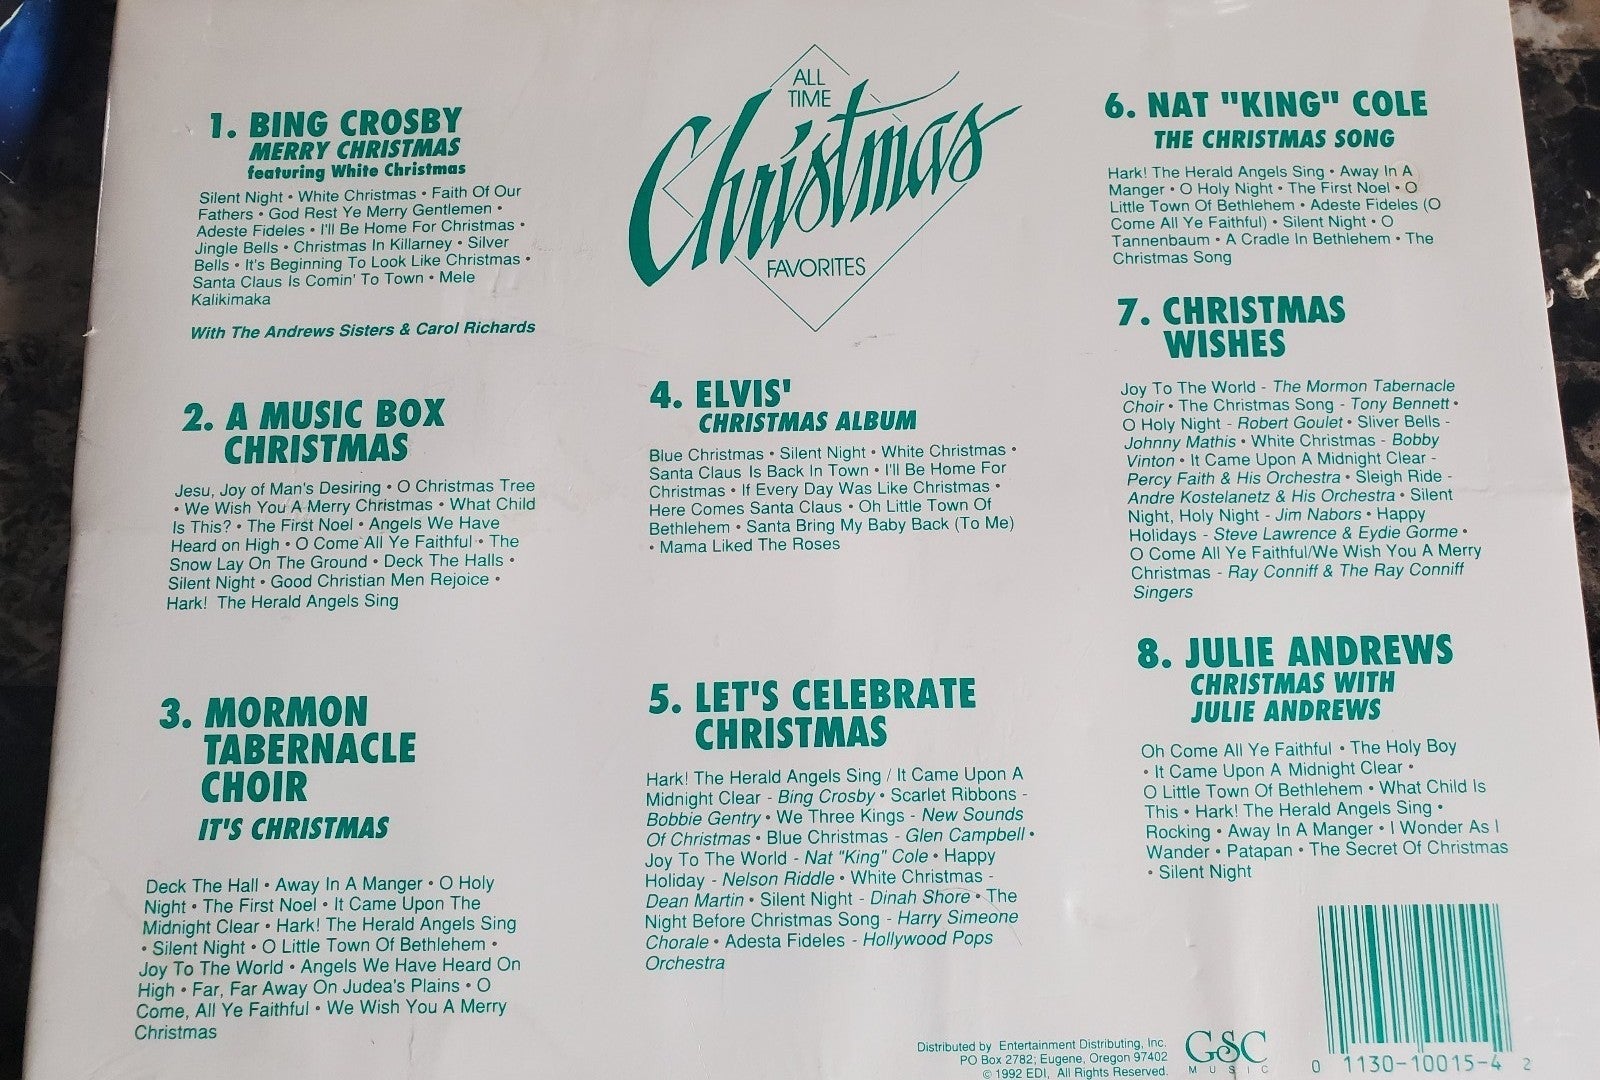 ALL
TIME
Christmas
FAVORITES
1. BING CROSBY
MERRY CHRISTMAS
featuring White Christmas
Silent Night • White Christmas • Faith Of Our
Fathers • God Rest Ye Merry Gentlemen •
Adeste Fideles • I'll Be Home For Christmas •
Jingle Bells • Christmas In Killarney • Silver
Bells • It's Beginning To Look Like Christmas •
Santa Claus Is Comin' To Town • Mele
Kalikimaka
With The Andrews Sisters & Carol Richards
2. A MUSIC BOX
CHRISTMAS
Jesu, Joy of Man's Desiring • O Christmas Tree
• We Wish You A Merry Christmas • What Child
Is This? • The First Noel • Angels We Have
Heard on High • O Come All Ye Faithful • The
Snow Lay On The Ground • Deck The Halls •
Silent Night • Good Christian Men Rejoice •
Hark! The Herald Angels Sing
3. MORMON
TABERNACLE
CHOIR
IT'S CHRISTMAS
Deck The Hall • Away In A Manger • O Holy
Night • The First Noel • It Came Upon The
Midnight Clear • Hark! The Herald Angels Sing
• Silent Night • O Little Town Of Bethlehem •
Joy To The World • Angels We Have Heard On
High • Far, Far Away On Judea's Plains • O
Come, All Ye Faithful • We Wish You A Merry
Christmas
4. ELVIS'
CHRISTMAS ALBUM
Blue Christmas • Silent Night • White Christmas •
Santa Claus Is Back In Town • I'll Be Home For
Christmas • If Every Day Was Like Christmas •
Here Comes Santa Claus • Oh Little Town Of
Bethlehem • Santa Bring My Baby Back (To Me)
• Mama Liked The Roses
5. LET'S CELEBRATE
CHRISTMAS
Hark! The Herald Angels Sing / It Came Upon A
Midnight Clear - Bing Crosby • Scarlet Ribbons -
Bobbie Gentry • We Three Kings - New Sounds
Of Christmas • Blue Christmas - Glen Campbell •
Joy To The World - Nat "King" Cole • Happy
Holiday - Nelson Riddle • White Christmas -
Dean Martin • Silent Night - Dinah Shore • The
Night Before Christmas Song - Harry Simeone
Chorale • Adesta Fideles - Hollywood Pops
Orchestra
6. NAT "KING" COLE
THE CHRISTMAS SONG
Hark! The Herald Angels Sing • Away In A
Manger • O Holy Night • The First Noel • O
Little Town Of Bethlehem • Adeste Fideles (O
Come All Ye Faithful) • Silent Night • O
Tannenbaum • A Cradle In Bethlehem • The
Christmas Song
7. CHRISTMAS
WISHES
Joy To The World - The Mormon Tabernacle
Choir • The Christmas Song - Tony Bennett •
O Holy Night - Robert Goulet • Sliver Bells -
Johnny Mathis • White Christmas - Bobby
Vinton • It Came Upon A Midnight Clear -
Percy Faith & His Orchestra • Sleigh Ride -
Andre Kostelanetz & His Orchestra • Silent
Night, Holy Night - Jim Nabors • Happy
Holidays - Steve Lawrence & Eydie Gorme •
O Come All Ye Faithful/We Wish You A Merry
Christmas - Ray Conniff & The Ray Conniff
Singers
8. JULIE ANDREWS
CHRISTMAS WITH
JULIE ANDREWS
Oh Come All Ye Faithful • The Holy Boy
• It Came Upon A Midnight Clear •
O Little Town Of Bethlehem • What Child Is
This • Hark! The Herald Angels Sing •
Rocking • Away In A Manger • I Wonder As I
Wander • Patapan • The Secret Of Christmas
• Silent Night
Distributed by Entertainment Distributing, Inc.
PO Box 2782; Eugene, Oregon 97402
© 1992 EDI, All Rights Reserved.
GSC
MUSIC
0 1130-10015-4 2